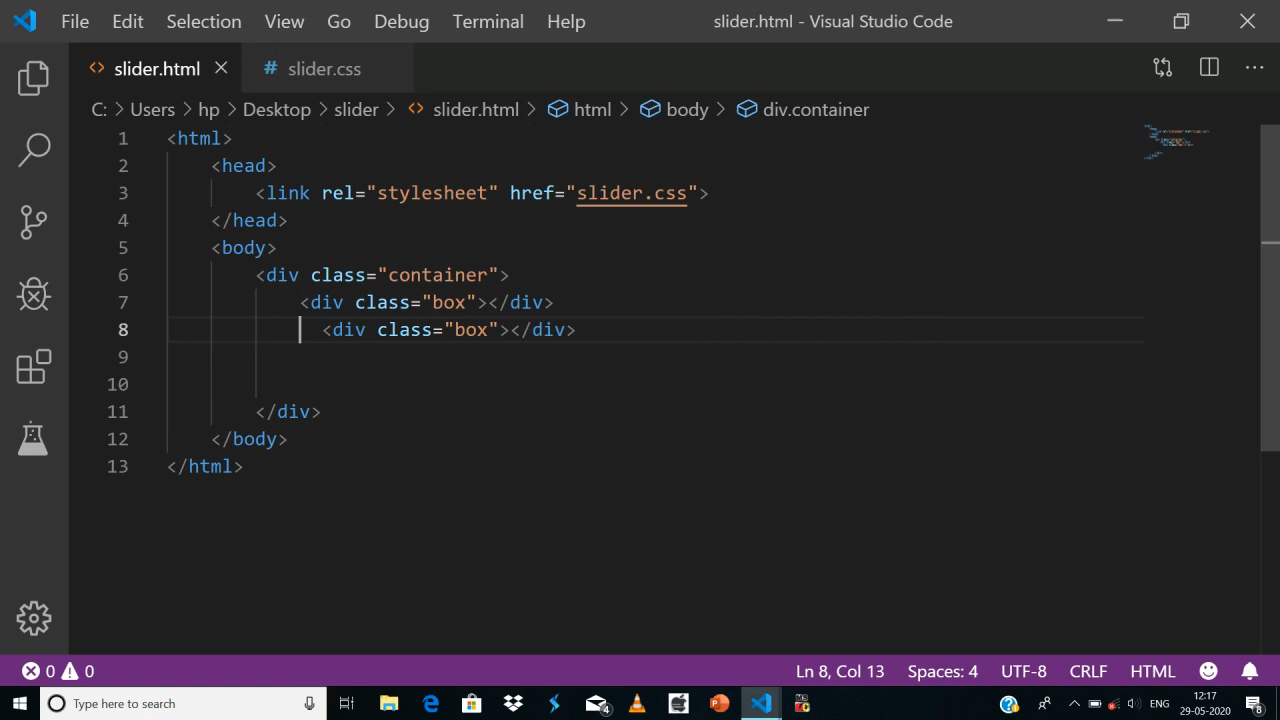 File Edit Selection View Go Debug Terminal Help slider.html - Visual Studio Code
slider.html # slider.css
C: > Users > hp > Desktop > slider > slider.html > html > body > div.container
1 <html>
2 <head>
3 <link rel="stylesheet" href="slider.css">
4 </head>
5 <body>
6 <div class="container">
7 <div class="box"></div>
8 <div class="box"></div>
9
10
11 </div>
12 </body>
13 </html>
0 0 Ln 8, Col 13 Spaces: 4 UTF-8 CRLF HTML
Type here to search 4 ENG 12:17
29-05-2020 8